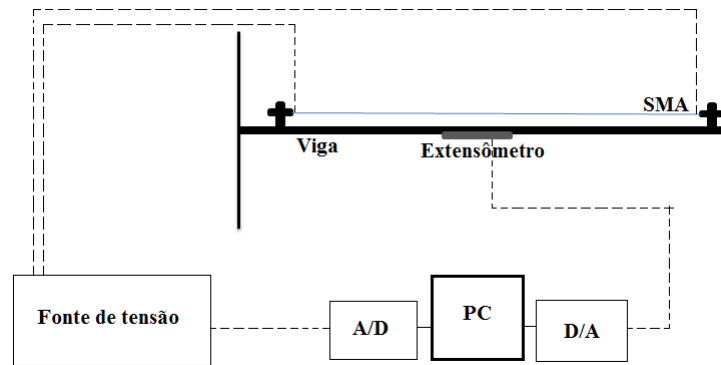 SMA
Viga
Extensômetro
Fonte de tensão
A/D
PC
D/A